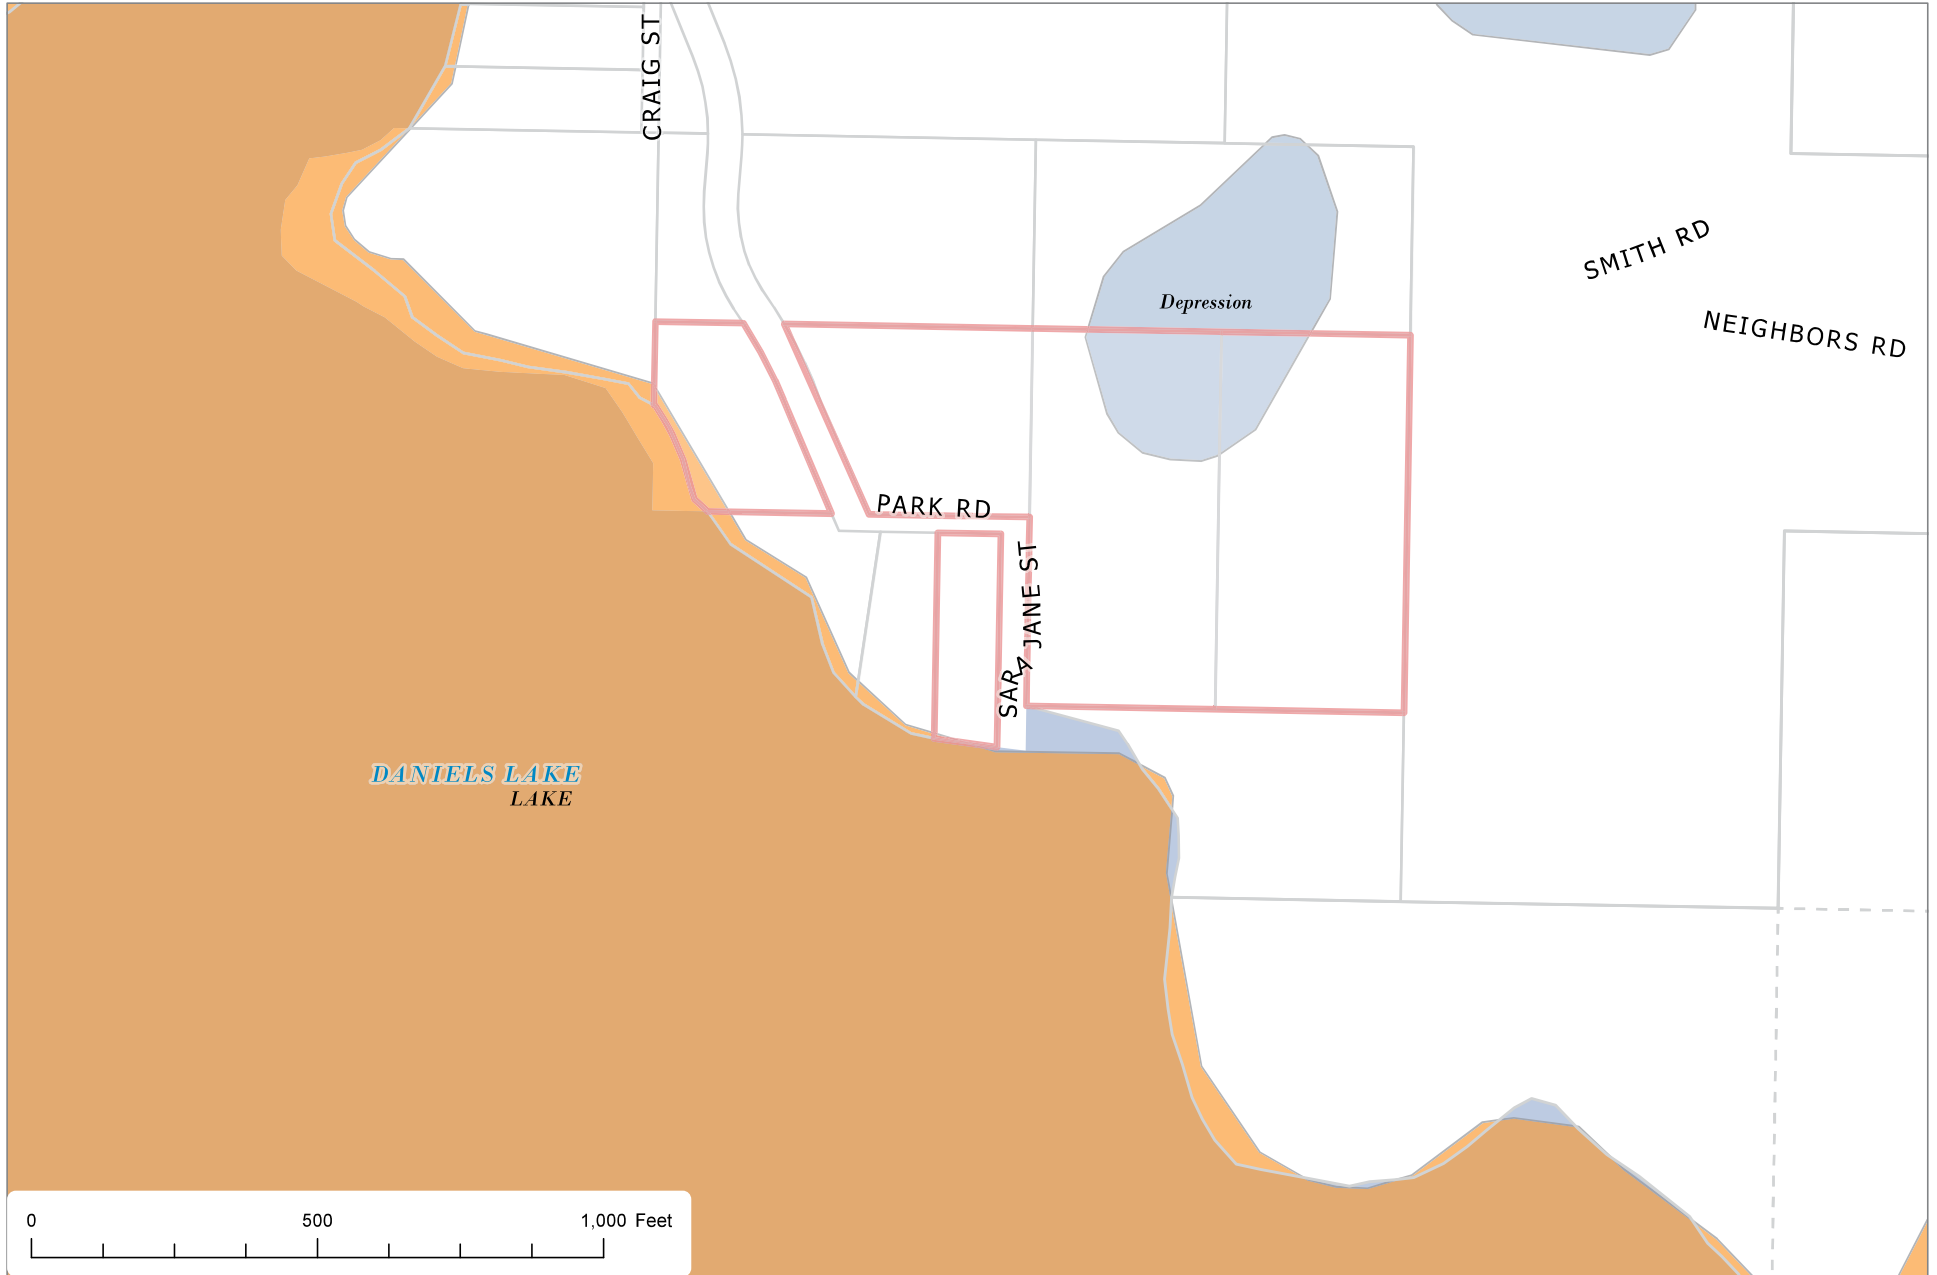 CRAIG ST
SMITH RD
Depression
NEIGHBORS RD
PARK RD
SARA JANE ST
DANIELS LAKE
LAKE
0 500 1,000 Feet